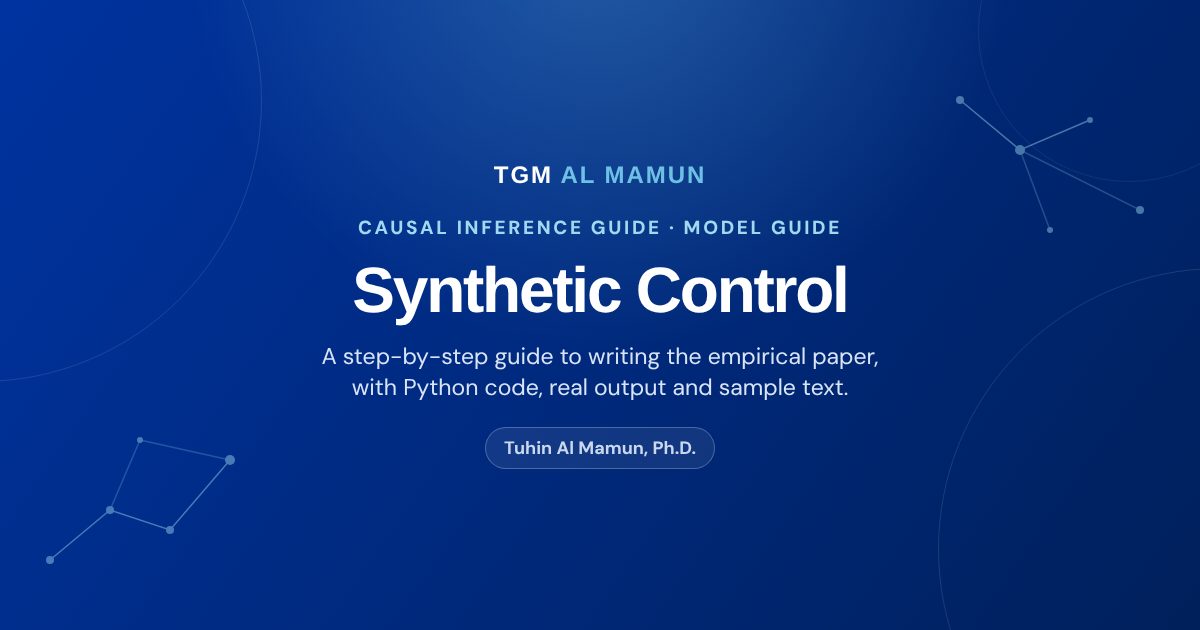 TGM AL MAMUN
CAUSAL INFERENCE GUIDE · MODEL GUIDE
Synthetic Control
A step-by-step guide to writing the empirical paper,
with Python code, real output and sample text.
Tuhin Al Mamun, Ph.D.